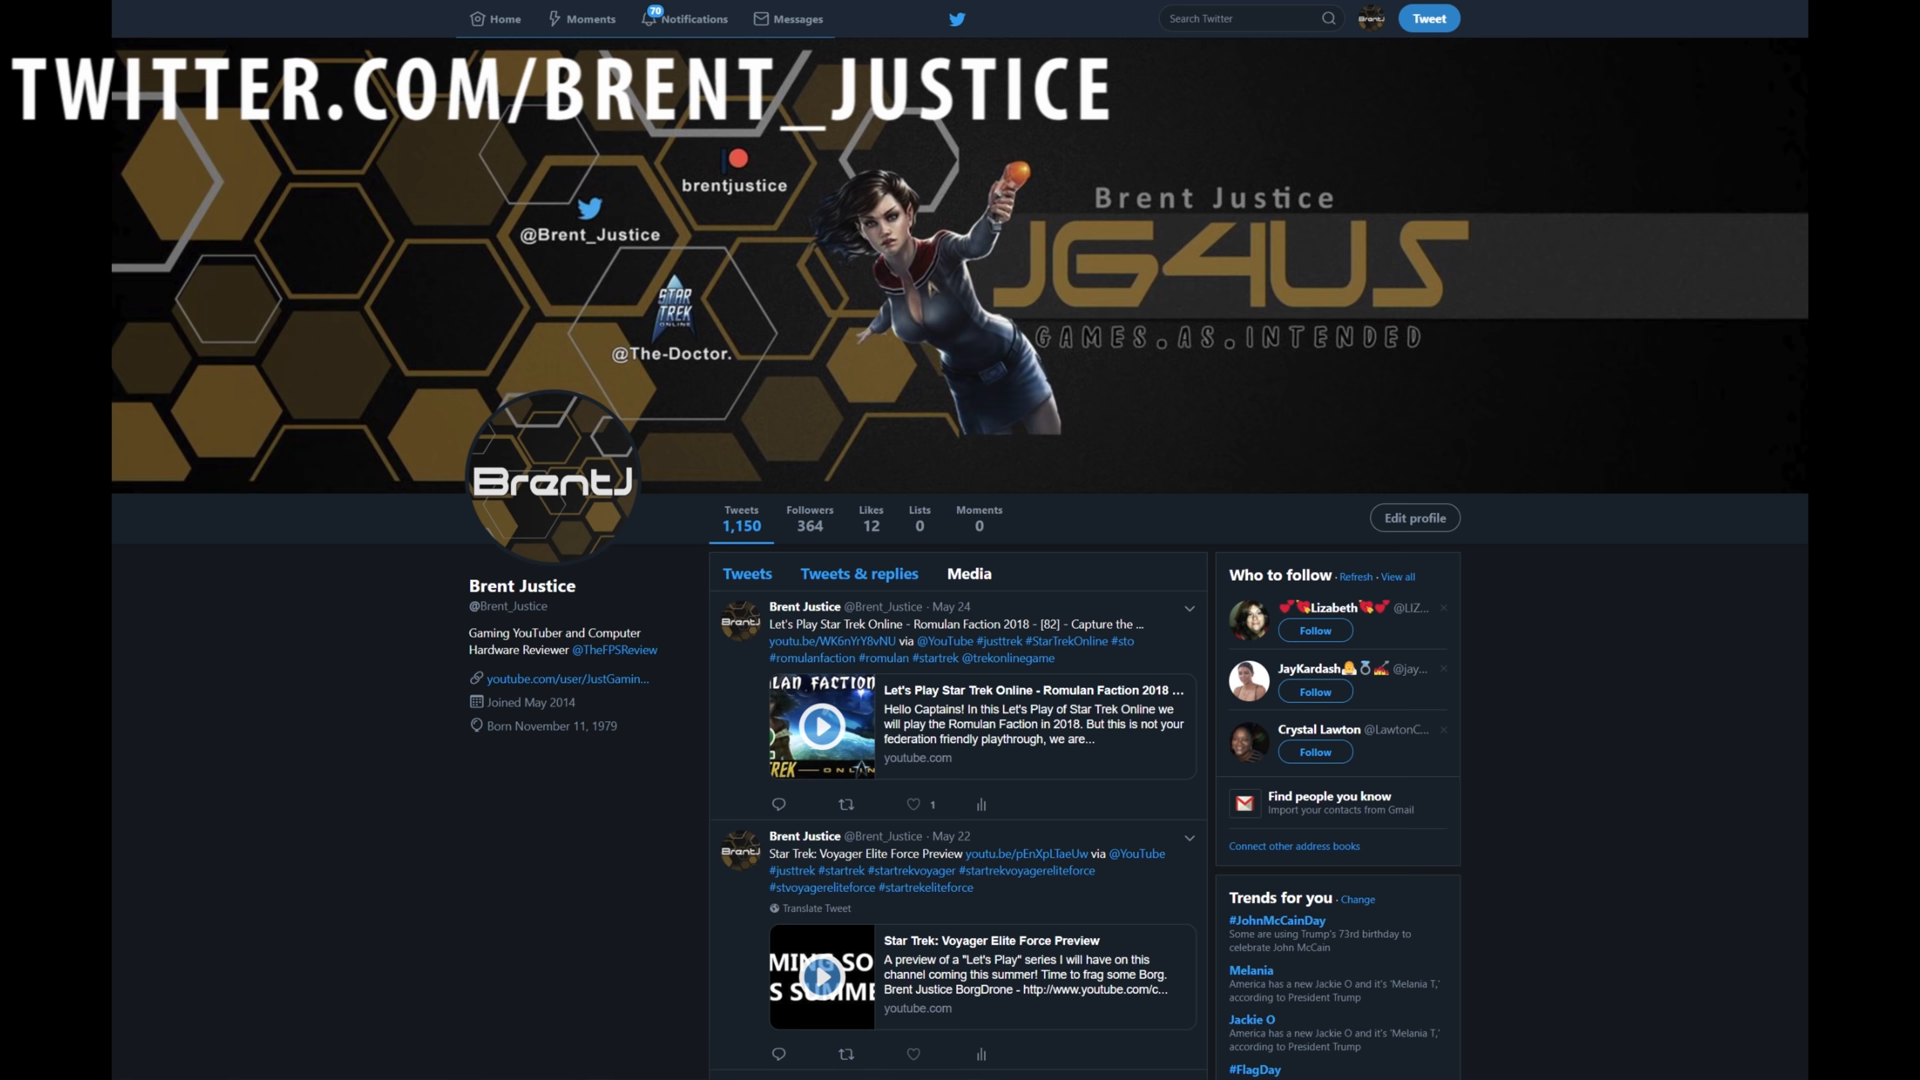 Home
Moments
70
Notifications
Messages
Search Twitter
BrentJ
Tweet
TWITTER.COM/BRENT_JUSTICE
brentjustice
@Brent_Justice
STAR TREK
ONLINE
@The-Doctor.
Brent Justice
JG4US
GAMES.AS.INTENDED
BrentJ
Tweets
1,150
Followers
364
Likes
12
Lists
0
Moments
0
Edit profile
Brent Justice
@Brent_Justice
Gaming YouTuber and Computer
Hardware Reviewer @TheFPSReview
youtube.com/user/JustGamin...
Joined May 2014
Born November 11, 1979
Tweets
Tweets & replies
Media
BrentJ
Brent Justice @Brent_Justice · May 24
Let's Play Star Trek Online - Romulan Faction 2018 - [82] - Capture the ...
youtu.be/WK6nYrY8vNU via @YouTube #justtrek #StarTrekOnline #sto
#romulanfaction #romulan #startrek @trekonlinegame
LAN FACTION
TREK
ONLIN
Let's Play Star Trek Online - Romulan Faction 2018 ...
Hello Captains! In this Let's Play of Star Trek Online we
will play the Romulan Faction in 2018. But this is not your
federation friendly playthrough, we are...
youtube.com
1
BrentJ
Brent Justice @Brent_Justice · May 22
Star Trek: Voyager Elite Force Preview youtu.be/pEnXpLTaeUw via @YouTube
#justtrek #startrek #startrekvoyager #startrekvoyagereliteforce
#stvoyagereliteforce #startrekeliteforce
Translate Tweet
MING SO
S SUMME
Star Trek: Voyager Elite Force Preview
A preview of a "Let's Play" series I will have on this
channel coming this summer! Time to frag some Borg.
Brent Justice BorgDrone - http://www.youtube.com/c...
youtube.com
Who to follow · Refresh · View all
Lizabeth @LIZ...
Follow
JayKardash @jay...
Follow
Crystal Lawton @LawtonC...
Follow
Find people you know
Import your contacts from Gmail
Connect other address books
Trends for you · Change
#JohnMcCainDay
Some are using Trump's 73rd birthday to
celebrate John McCain
Melania
America has a new Jackie O and it's 'Melania T,'
according to President Trump
Jackie O
America has a new Jackie O and it's 'Melania T,'
according to President Trump
#FlagDay